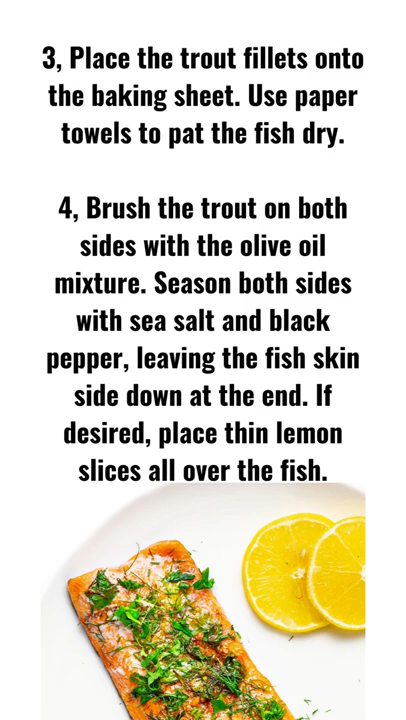 3, Place the trout fillets onto
the baking sheet. Use paper
towels to pat the fish dry.
4, Brush the trout on both
sides with the olive oil
mixture. Season both sides
with sea salt and black
pepper, leaving the fish skin
side down at the end. If
desired, place thin lemon
slices all over the fish.